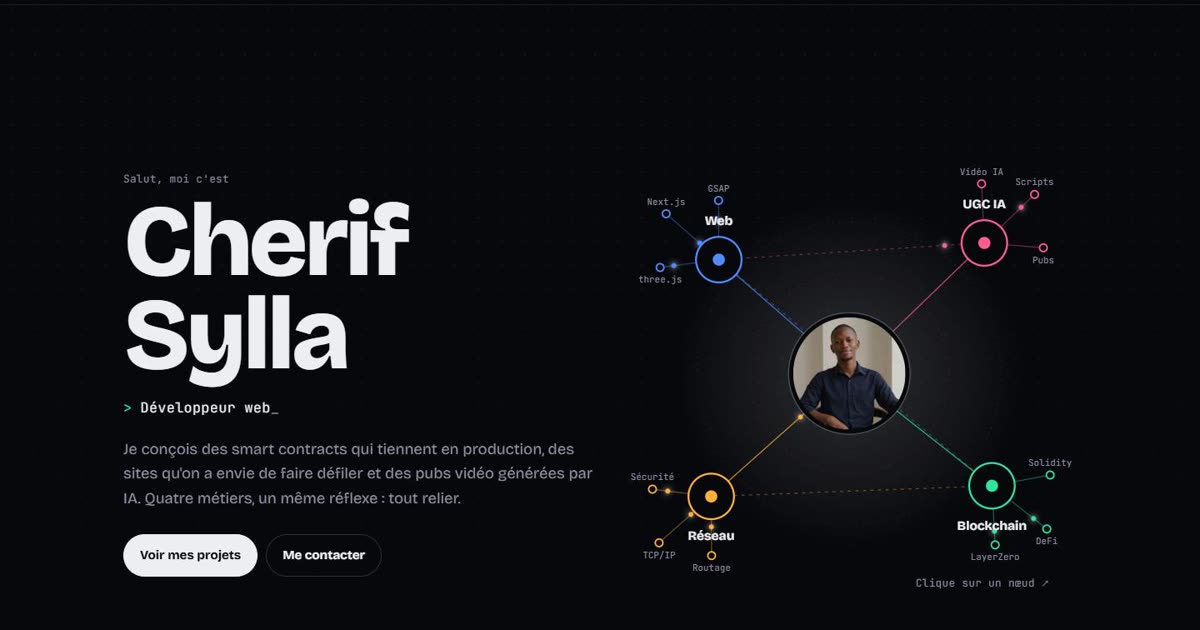 Salut, moi c'est
Cherif
Sylla
> Développeur web_
Je conçois des smart contracts qui tiennent en production, des
sites qu'on a envie de faire défiler et des pubs vidéo générées par
IA. Quatre métiers, un même réflexe : tout relier.
Voir mes projets
Me contacter
GSAP
Next.js
Web
three.js
Vidéo IA
Scripts
UGC IA
Pubs
Sécurité
Réseau
TCP/IP
Routage
Solidity
Blockchain
DeFi
LayerZero
Clique sur un nœud ↗